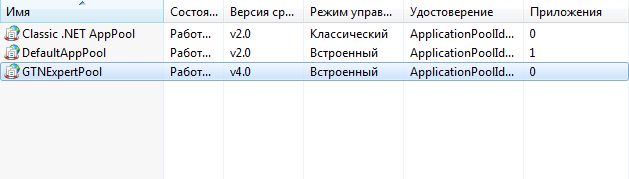 Имя Состоя... Версия ср... Режим управ... Удостоверение Приложения
Classic .NET AppPool Работ... v2.0 Классический ApplicationPoolId... 0
DefaultAppPool Работ... v2.0 Встроенный ApplicationPoolId... 1
GTNExpertPool Работ... v4.0 Встроенный ApplicationPoolId... 0